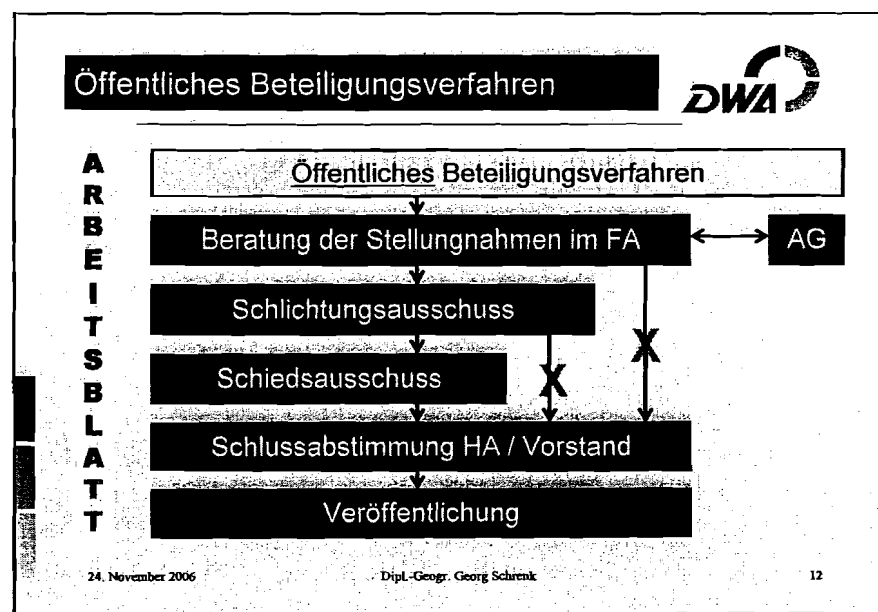 Öffentliches Beteiligungsverfahren
DWA
ARBEITSBLATT
Öffentliches Beteiligungsverfahren
Beratung der Stellungnahmen im FA
AG
Schlichtungsausschuss
X
Schiedsausschuss
X
Schlussabstimmung HA / Vorstand
Veröffentlichung
24. November 2006
Dipl.-Geogr. Georg Schrenk
12